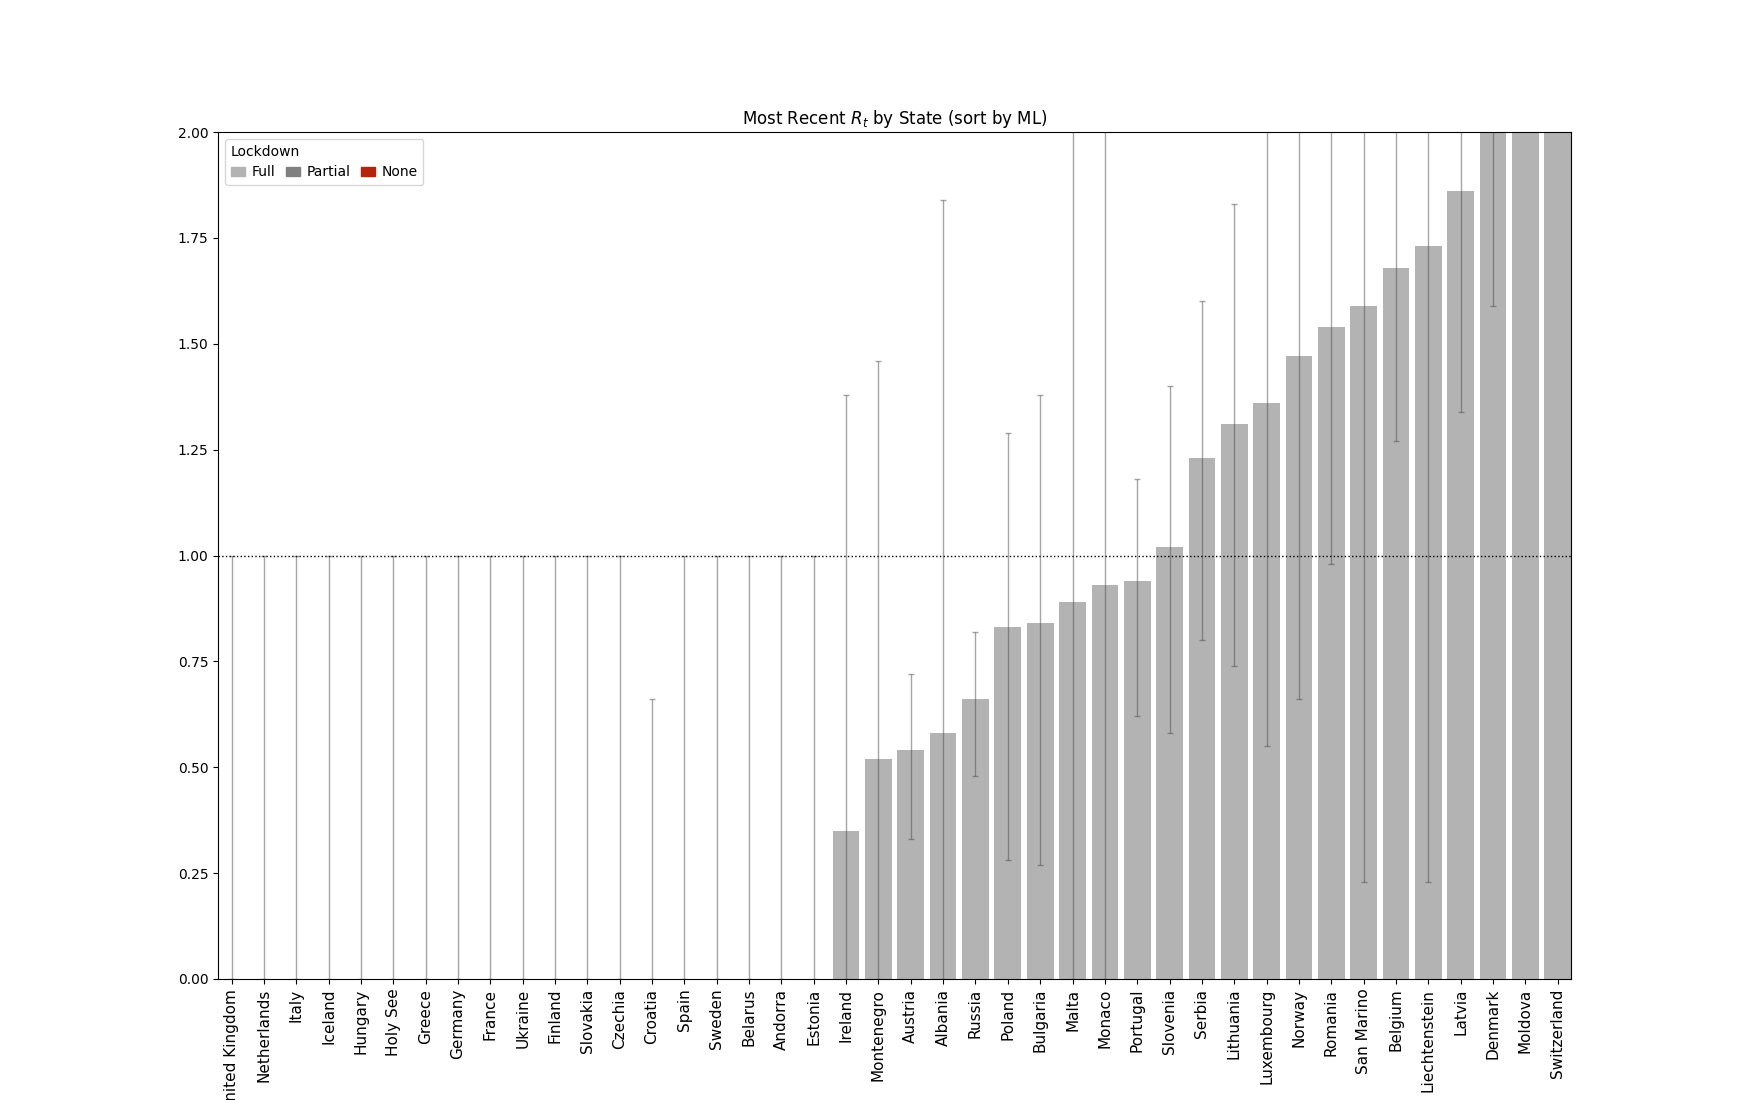 Most Recent Rt by State (sort by ML)
2.00
Lockdown
Full Partial None
1.75
1.50
1.25
1.00
0.75
0.50
0.25
0.00
nited Kingdom
Netherlands
Italy
Iceland
Hungary
Holy See
Greece
Germany
France
Ukraine
Finland
Slovakia
Czechia
Croatia
Spain
Sweden
Belarus
Andorra
Estonia
Ireland
Montenegro
Austria
Albania
Russia
Poland
Bulgaria
Malta
Monaco
Portugal
Slovenia
Serbia
Lithuania
Luxembourg
Norway
Romania
San Marino
Belgium
Liechtenstein
Latvia
Denmark
Moldova
Switzerland